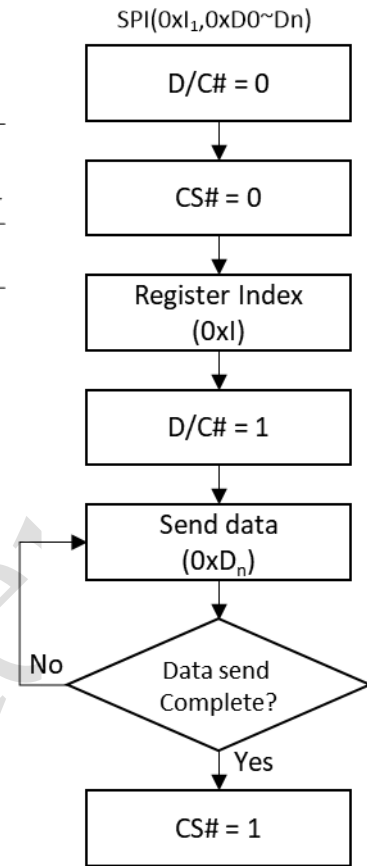 SPI(0xI₁,0xD0~Dn)
D/C# = 0
CS# = 0
Register Index
(0xI)
D/C# = 1
Send data
(0xDₙ)
No
Data send
Complete?
Yes
CS# = 1